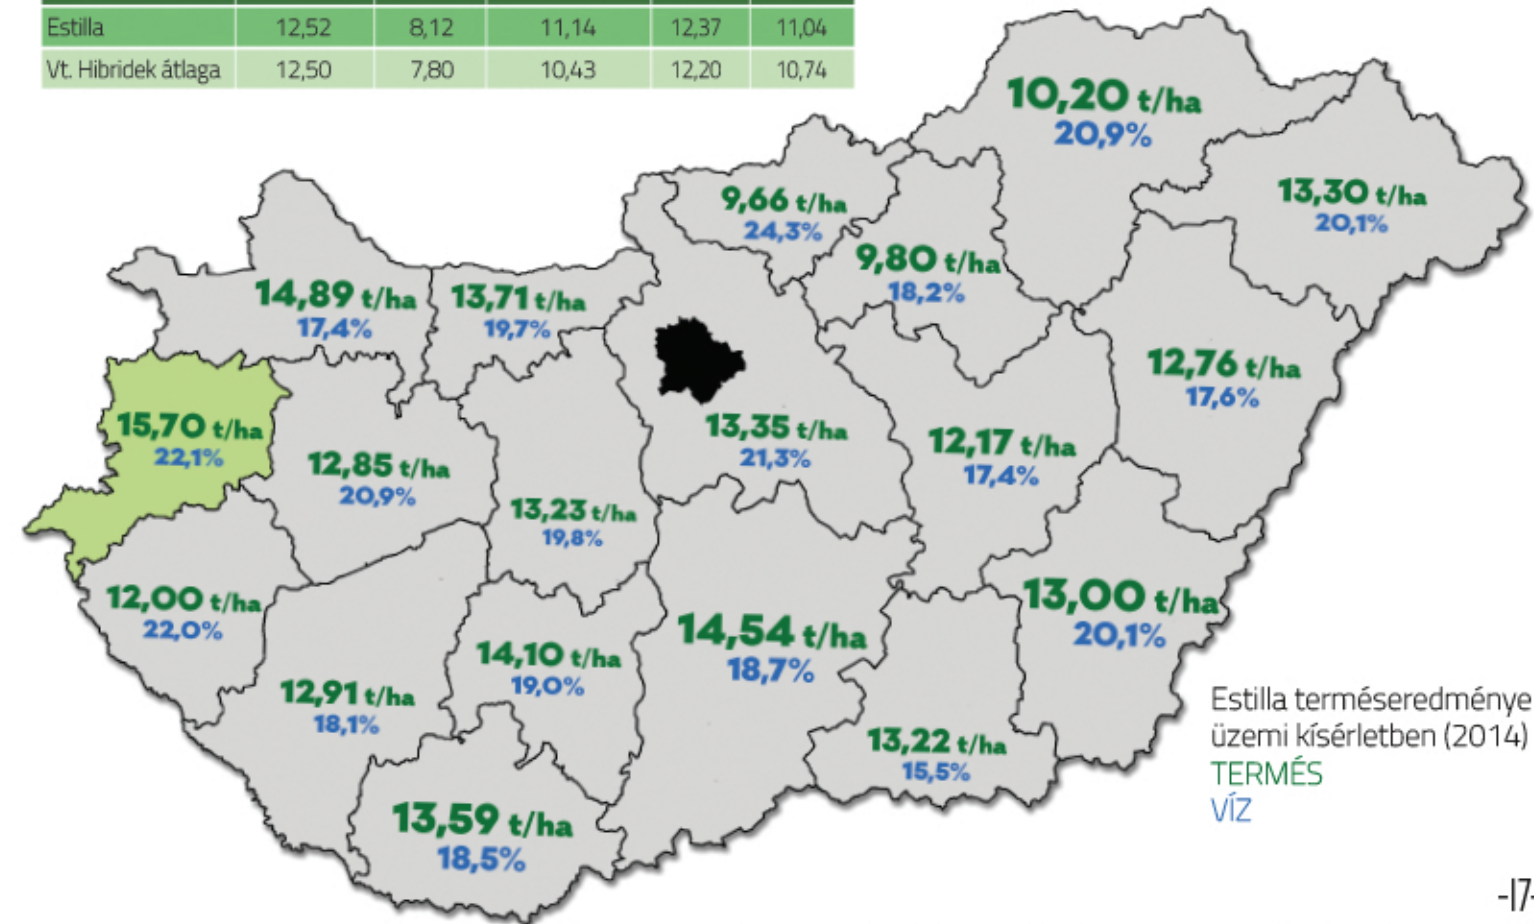 Estilla 12,52 8,12 11,14 12,37 11,04
Vt. Hibridek átlaga 12,50 7,80 10,43 12,20 10,74
10,20 t/ha
20,9%
13,30 t/ha
20,1%
9,66 t/ha
24,3%
9,80 t/ha
18,2%
14,89 t/ha
17,4%
13,71 t/ha
19,7%
12,76 t/ha
17,6%
15,70 t/ha
22,1%
12,85 t/ha
20,9%
13,35 t/ha
21,3%
12,17 t/ha
17,4%
13,23 t/ha
19,8%
12,00 t/ha
22,0%
14,10 t/ha
19,0%
14,54 t/ha
18,7%
13,00 t/ha
20,1%
12,91 t/ha
18,1%
13,22 t/ha
15,5%
13,59 t/ha
18,5%
Estilla terméseredménye
üzemi kísérletben (2014)
TERMÉS
VÍZ
-17-